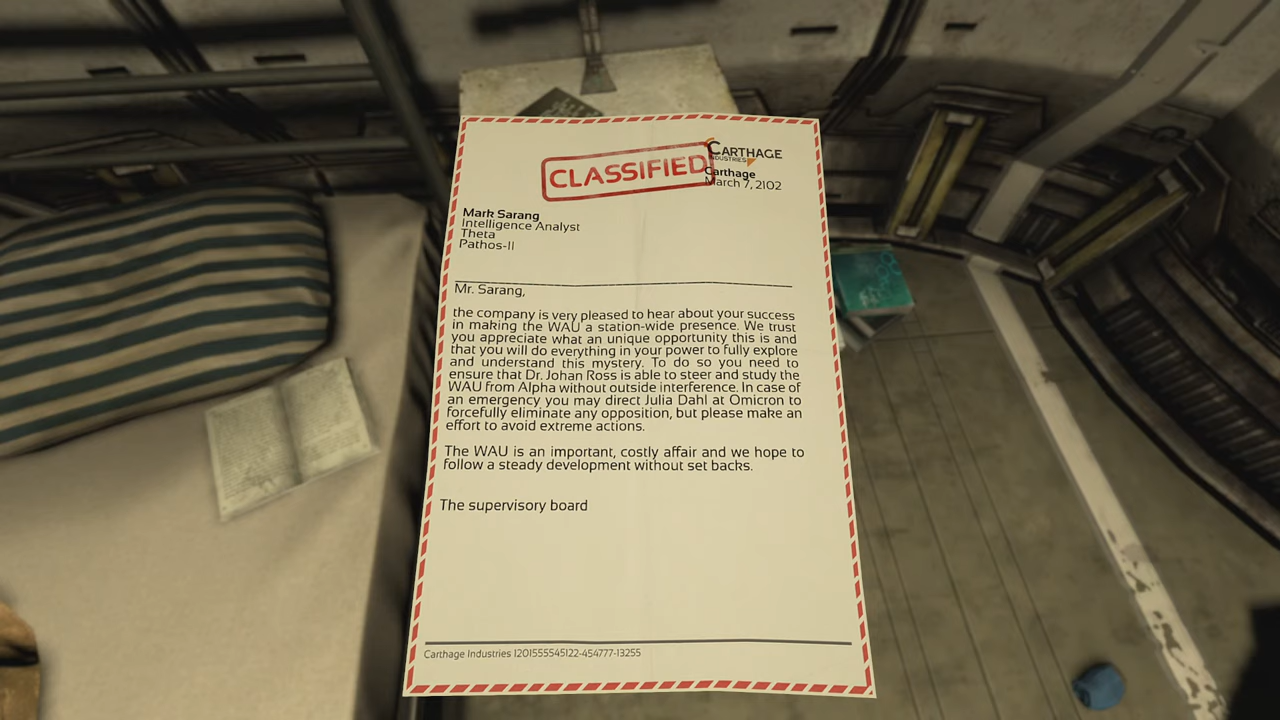 CLASSIFIED
CARTHAGE
INDUSTRIES
Carthage
March 7, 2102
Mark Sarang
Intelligence Analyst
Theta
Pathos-II
Mr. Sarang,
the company is very pleased to hear about your success
in making the WAU a station-wide presence. We trust
you appreciate what an unique opportunity this is and
that you will do everything in your power to fully explore
and understand this mystery. To do so you need to
ensure that Dr. Johan Ross is able to steer and study the
WAU from Alpha without outside interference. In case of
an emergency you may direct Julia Dahl at Omicron to
forcefully eliminate any opposition, but please make an
effort to avoid extreme actions.
The WAU is an important, costly affair and we hope to
follow a steady development without set backs.
The supervisory board
Carthage Industries 1201555545122-454777-13255